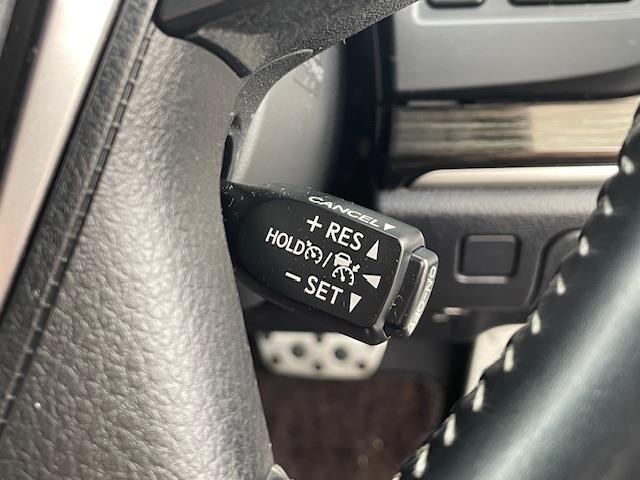 CANCEL▼
+RES▲
HOLD /
−SET▼
ON·OFF